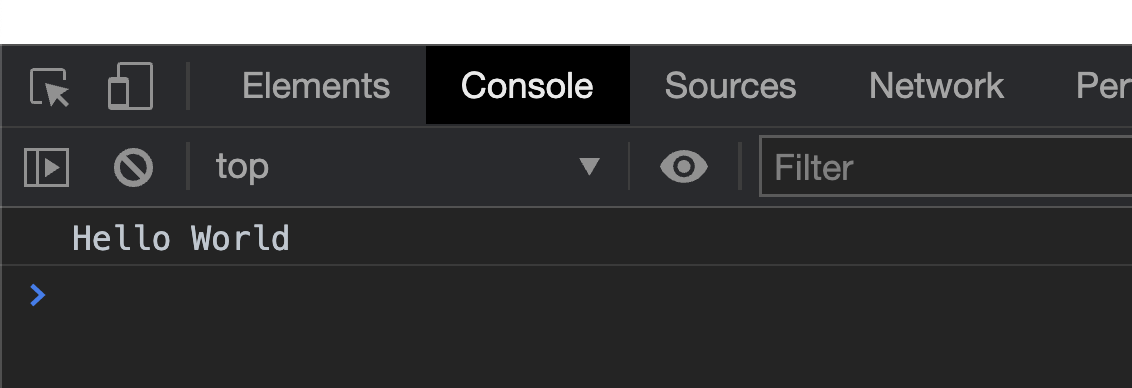 Elements Console Sources Network Per
top Filter
Hello World